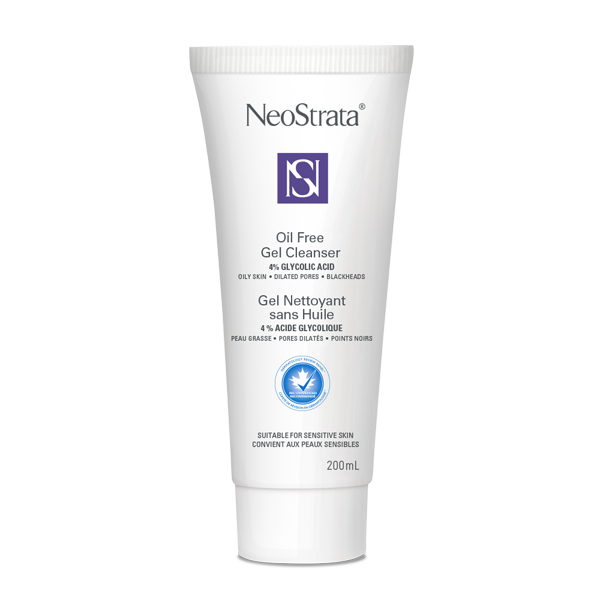 NeoStrata®
NS
Oil Free
Gel Cleanser
4% GLYCOLIC ACID
OILY SKIN • DILATED PORES • BLACKHEADS
Gel Nettoyant
sans Huile
4 % ACIDE GLYCOLIQUE
PEAU GRASSE • PORES DILATÉS • POINTS NOIRS
SUITABLE FOR SENSITIVE SKIN
CONVIENT AUX PEAUX SENSIBLES
200mL